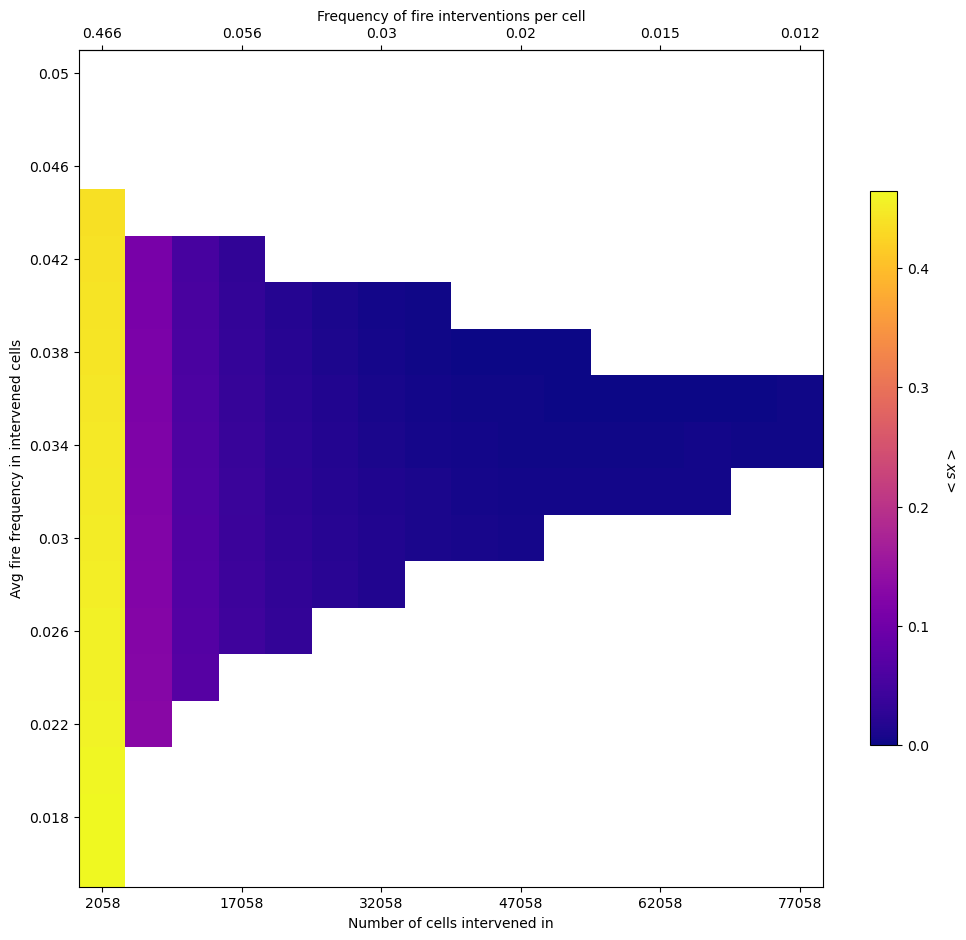 Frequency of fire interventions per cell
0.466 0.056 0.03 0.02 0.015 0.012
Avg fire frequency in intervened cells
0.05
0.046
0.042
0.038
0.034
0.03
0.026
0.022
0.018
2058 17058 32058 47058 62058 77058
Number of cells intervened in
0.4
0.3
0.2
0.1
0.0
< xs >